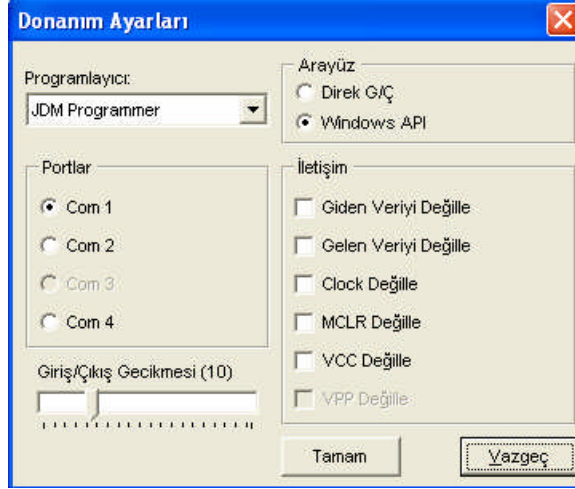 Donanım Ayarları
Programlayıcı:
JDM Programmer
Arayüz
Direk G/Ç
Windows API
Portlar
Com 1
Com 2
Com 3
Com 4
İletişim
Giden Veriyi Değille
Gelen Veriyi Değille
Clock Değille
MCLR Değille
VCC Değille
VPP Değille
Giriş/Çıkış Gecikmesi (10)
Tamam
Vazgeç